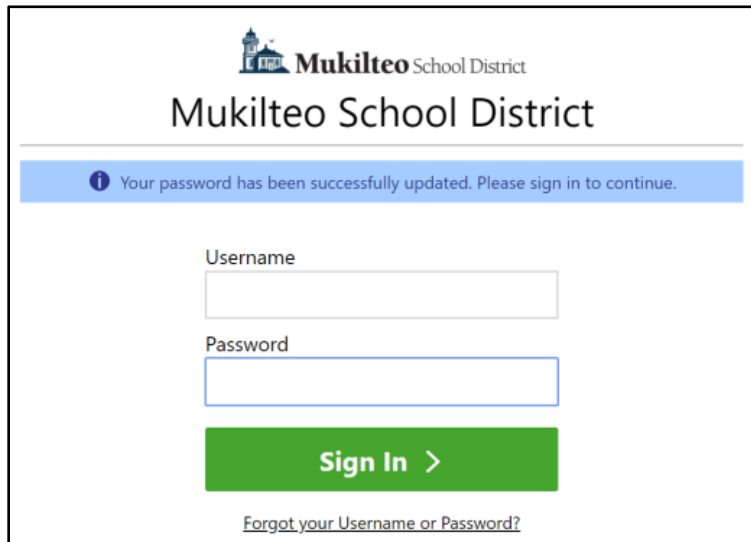 Mukilteo School District
Mukilteo School District
Your password has been successfully updated. Please sign in to continue.
Username
Password
Sign In >
Forgot your Username or Password?